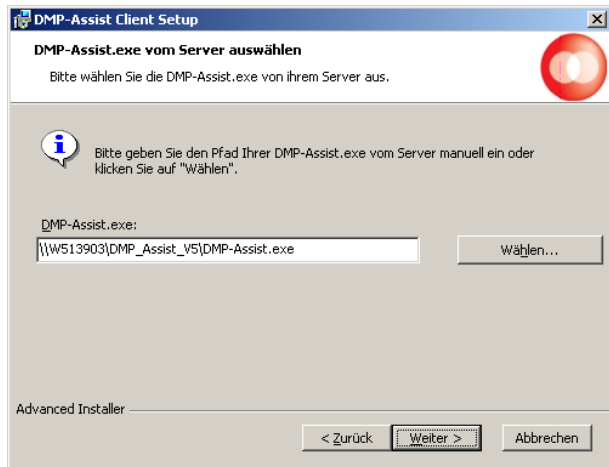 DMP-Assist Client Setup
DMP-Assist.exe vom Server auswählen
Bitte wählen Sie die DMP-Assist.exe von ihrem Server aus.
Bitte geben Sie den Pfad Ihrer DMP-Assist.exe vom Server manuell ein oder
klicken Sie auf "Wählen".
DMP-Assist.exe:
\\W513903\DMP_Assist_V5\DMP-Assist.exe
Wählen...
Advanced Installer
< Zurück
Weiter >
Abbrechen